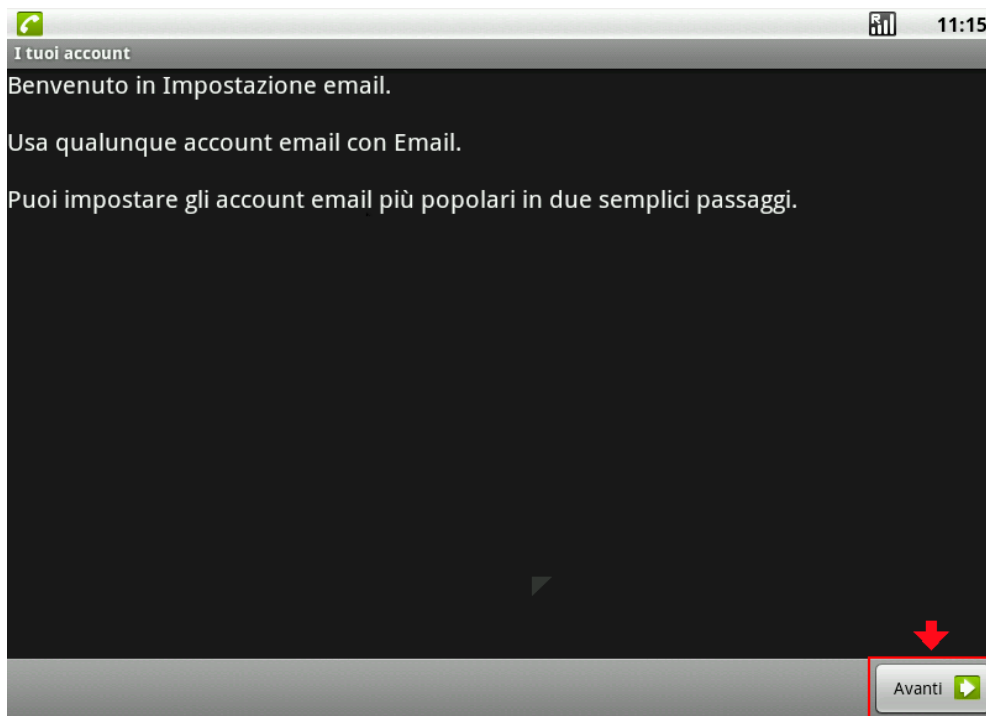 R
11:15
I tuoi account
Benvenuto in Impostazione email.
Usa qualunque account email con Email.
Puoi impostare gli account email più popolari in due semplici passaggi.
Avanti